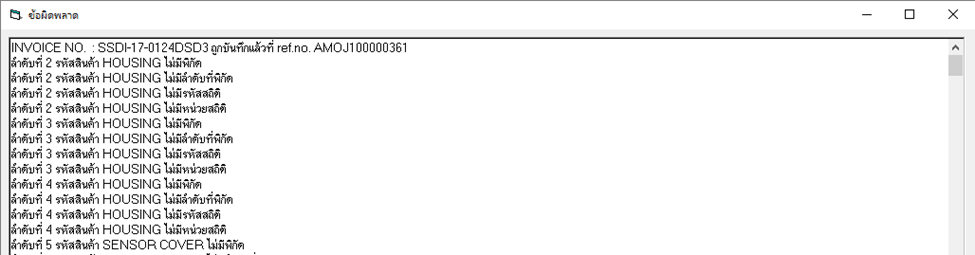 ข้อผิดพลาด
INVOICE NO. : SSDI-17-0124DSD3 ถูกบันทึกแล้วที่ ref.no. AMOJ100000361
ลำดับที่ 2 รหัสสินค้า HOUSING ไม่มีพิกัด
ลำดับที่ 2 รหัสสินค้า HOUSING ไม่มีลำดับที่พิกัด
ลำดับที่ 2 รหัสสินค้า HOUSING ไม่มีรหัสสถิติ
ลำดับที่ 2 รหัสสินค้า HOUSING ไม่มีหน่วยสถิติ
ลำดับที่ 3 รหัสสินค้า HOUSING ไม่มีพิกัด
ลำดับที่ 3 รหัสสินค้า HOUSING ไม่มีลำดับที่พิกัด
ลำดับที่ 3 รหัสสินค้า HOUSING ไม่มีรหัสสถิติ
ลำดับที่ 3 รหัสสินค้า HOUSING ไม่มีหน่วยสถิติ
ลำดับที่ 4 รหัสสินค้า HOUSING ไม่มีพิกัด
ลำดับที่ 4 รหัสสินค้า HOUSING ไม่มีลำดับที่พิกัด
ลำดับที่ 4 รหัสสินค้า HOUSING ไม่มีรหัสสถิติ
ลำดับที่ 4 รหัสสินค้า HOUSING ไม่มีหน่วยสถิติ
ลำดับที่ 5 รหัสสินค้า SENSOR COVER ไม่มีพิกัด